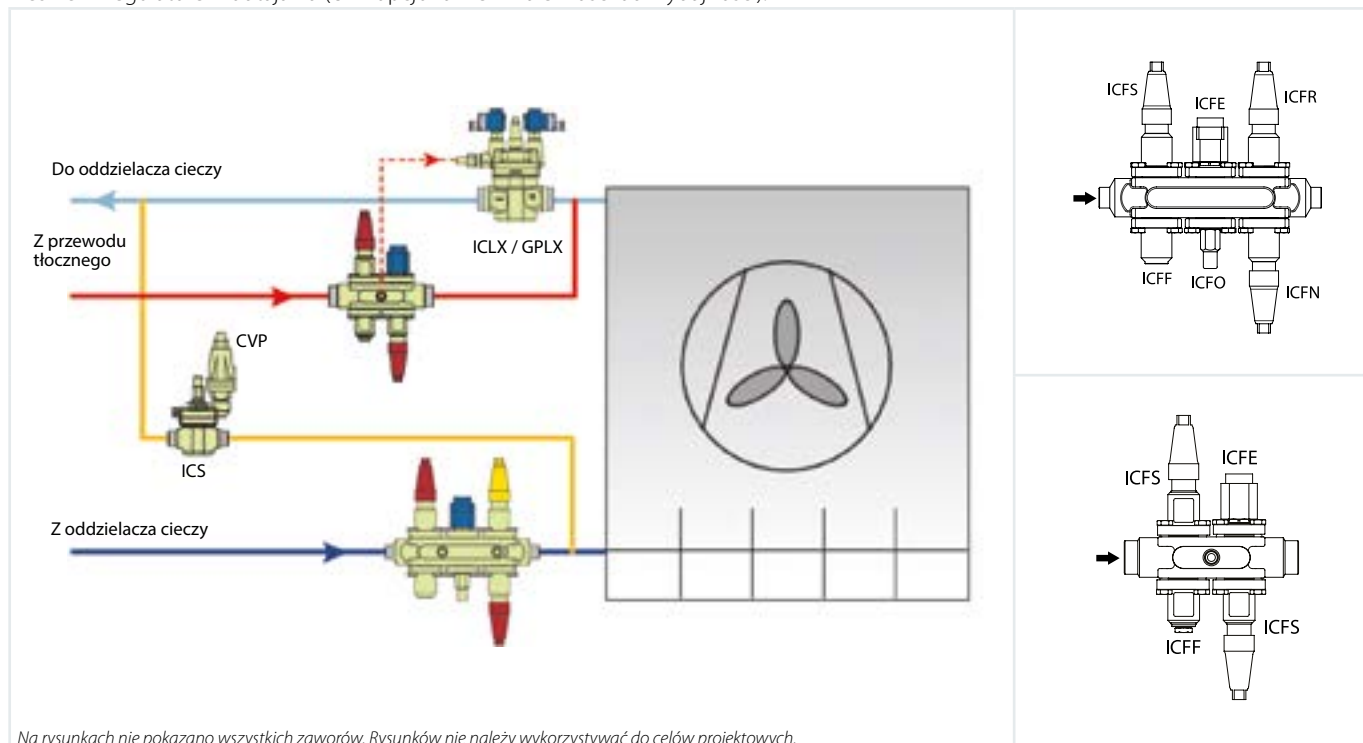 Do oddzielacza cieczy
Z przewodu
tłocznego
ICLX / GPLX
CVP
ICS
Z oddzielacza cieczy
ICFS
ICFE
ICFR
ICFF
ICFO
ICFN
ICFS
ICFE
ICFF
ICFS
Na rysunkach nie pokazano wszystkich zaworów. Rysunków nie należy wykorzystywać do celów projektowych.